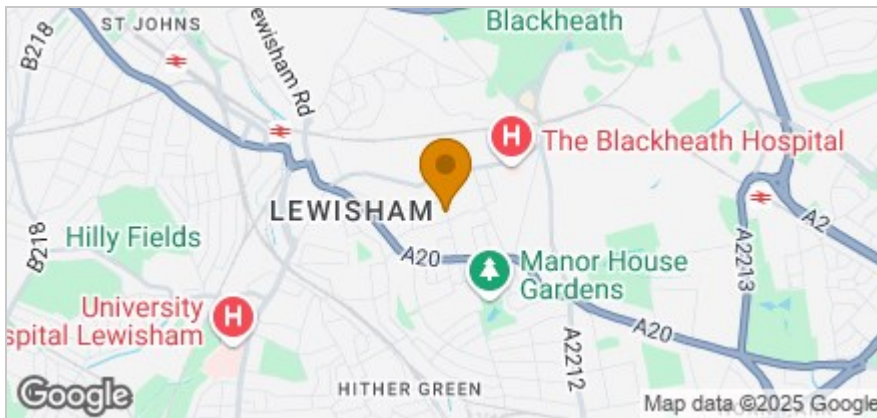 ST JOHNS
Blackheath
B218
ewisham Rd
The Blackheath Hospital
LEWISHAM
A2
Hilly Fields
B218
A20
A2213
Manor House
Gardens
University
spital Lewisham
A20
A2212
HITHER GREEN
Google
Map data ©2025 Google
H
H